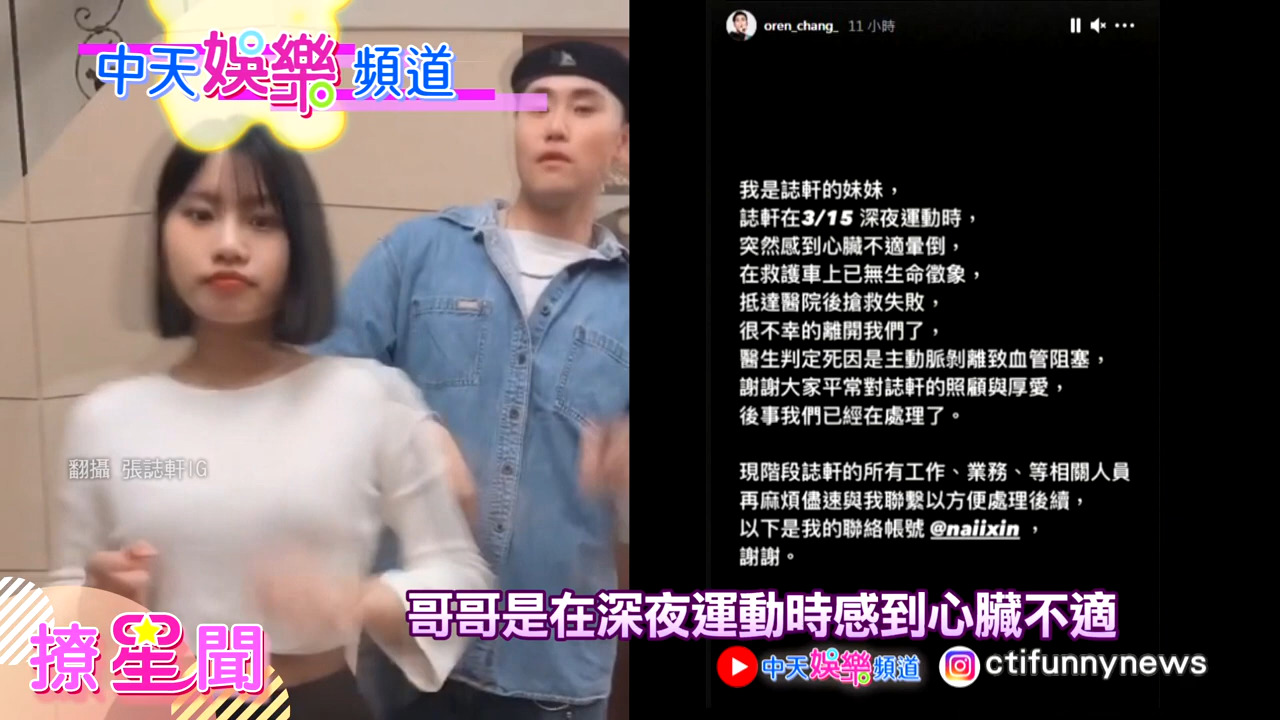 中天娛樂頻道
oren_chang_ 11 小時
我是誌軒的妹妹，
誌軒在3/15 深夜運動時，
突然感到心臟不適暈倒，
在救護車上已無生命徵象，
抵達醫院後搶救失敗，
很不幸的離開我們了，
醫生判定死因是主動脈剝離致血管阻塞，
謝謝大家平常對誌軒的照顧與厚愛，
後事我們已經在處理了。
現階段誌軒的所有工作、業務、等相關人員
再麻煩儘速與我聯繫以方便處理後續，
以下是我的聯絡帳號 @naiixin ，
謝謝。
翻攝 張誌軒IG
哥哥是在深夜運動時感到心臟不適
撩星聞
中天娛樂頻道 ctifunnynews